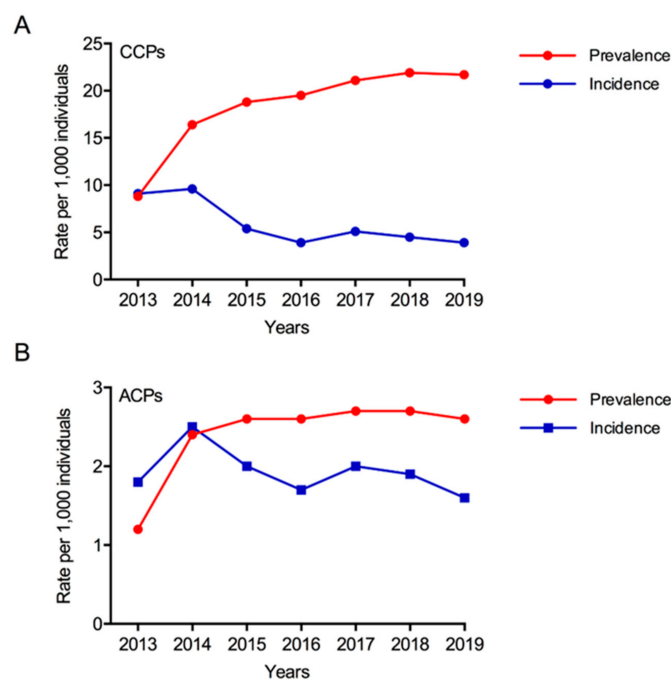 A
CCPs
Rate per 1,000 individuals
25
20
15
10
5
0
2013 2014 2015 2016 2017 2018 2019
Years
Prevalence
Incidence
B
ACPs
Rate per 1,000 individuals
3
2
1
0
2013 2014 2015 2016 2017 2018 2019
Years
Prevalence
Incidence